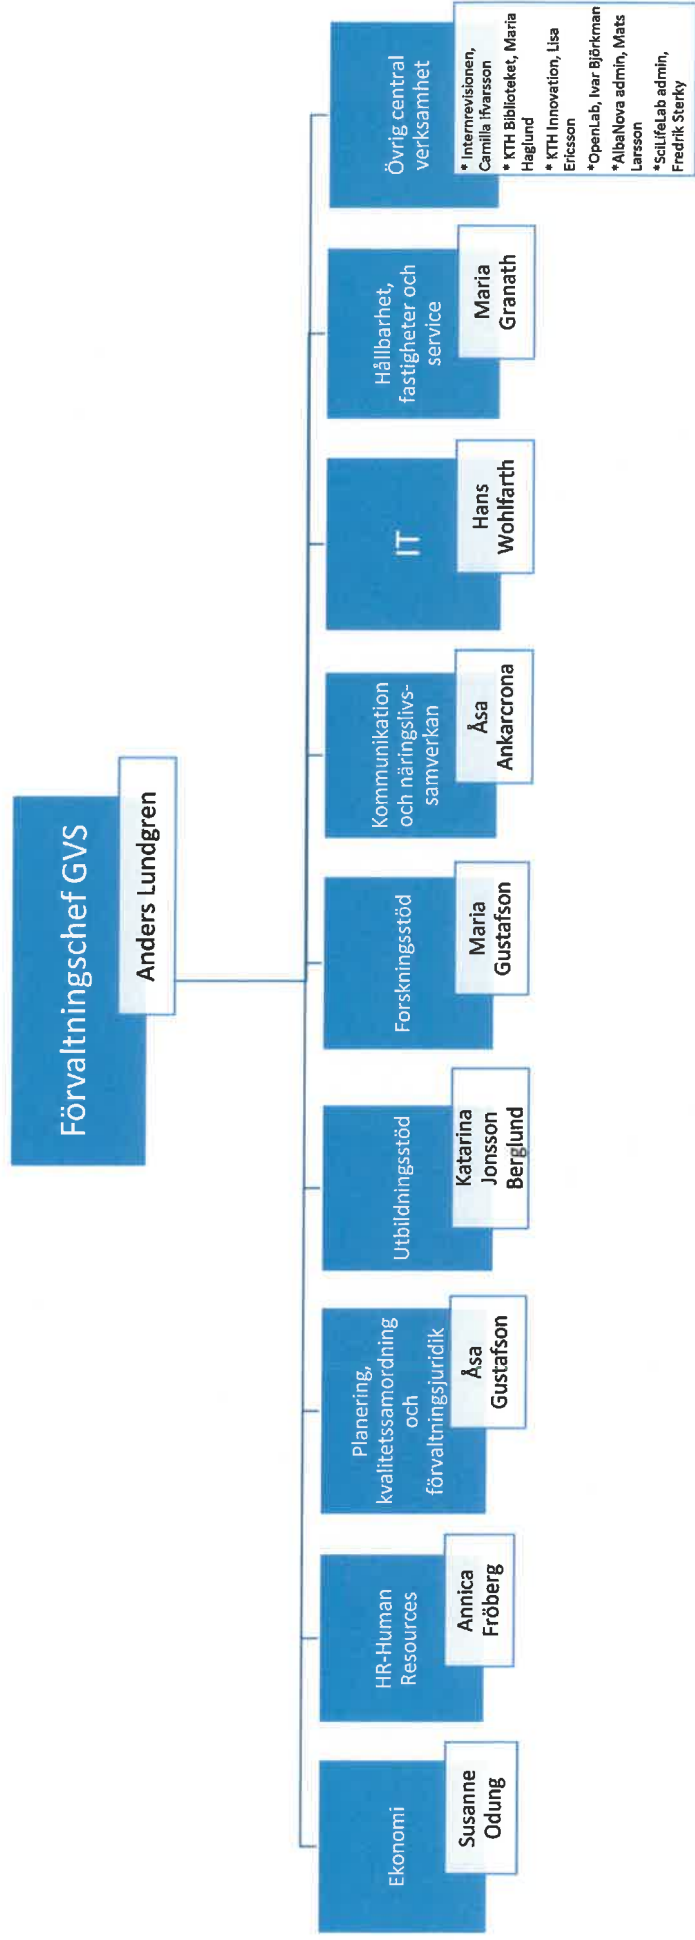 Förvaltningschef GVS
Anders Lundgren
Ekonomi
Susanne
Odung
HR-Human
Resources
Annica
Fröberg
Planering,
kvalitetssamordning
och
förvaltningsjuridik
Åsa
Gustafson
Utbildningsstöd
Katarina
Jonsson
Berglund
Forskningsstöd
Maria
Gustafson
Kommunikation
och näringslivs-
samverkan
Åsa
Ankarcrona
IT
Hans
Wohlfarth
Hållbarhet,
fastigheter och
service
Maria
Granath
Övrig central
verksamhet
* Internrevisionen,
Camilla Ifvarsson
* KTH Biblioteket, Maria
Haglund
* KTH Innovation, Lisa
Ericsson
*OpenLab, Ivar Björkman
*AlbaNova admin, Mats
Larsson
*SciLifeLab admin,
Fredrik Sterky